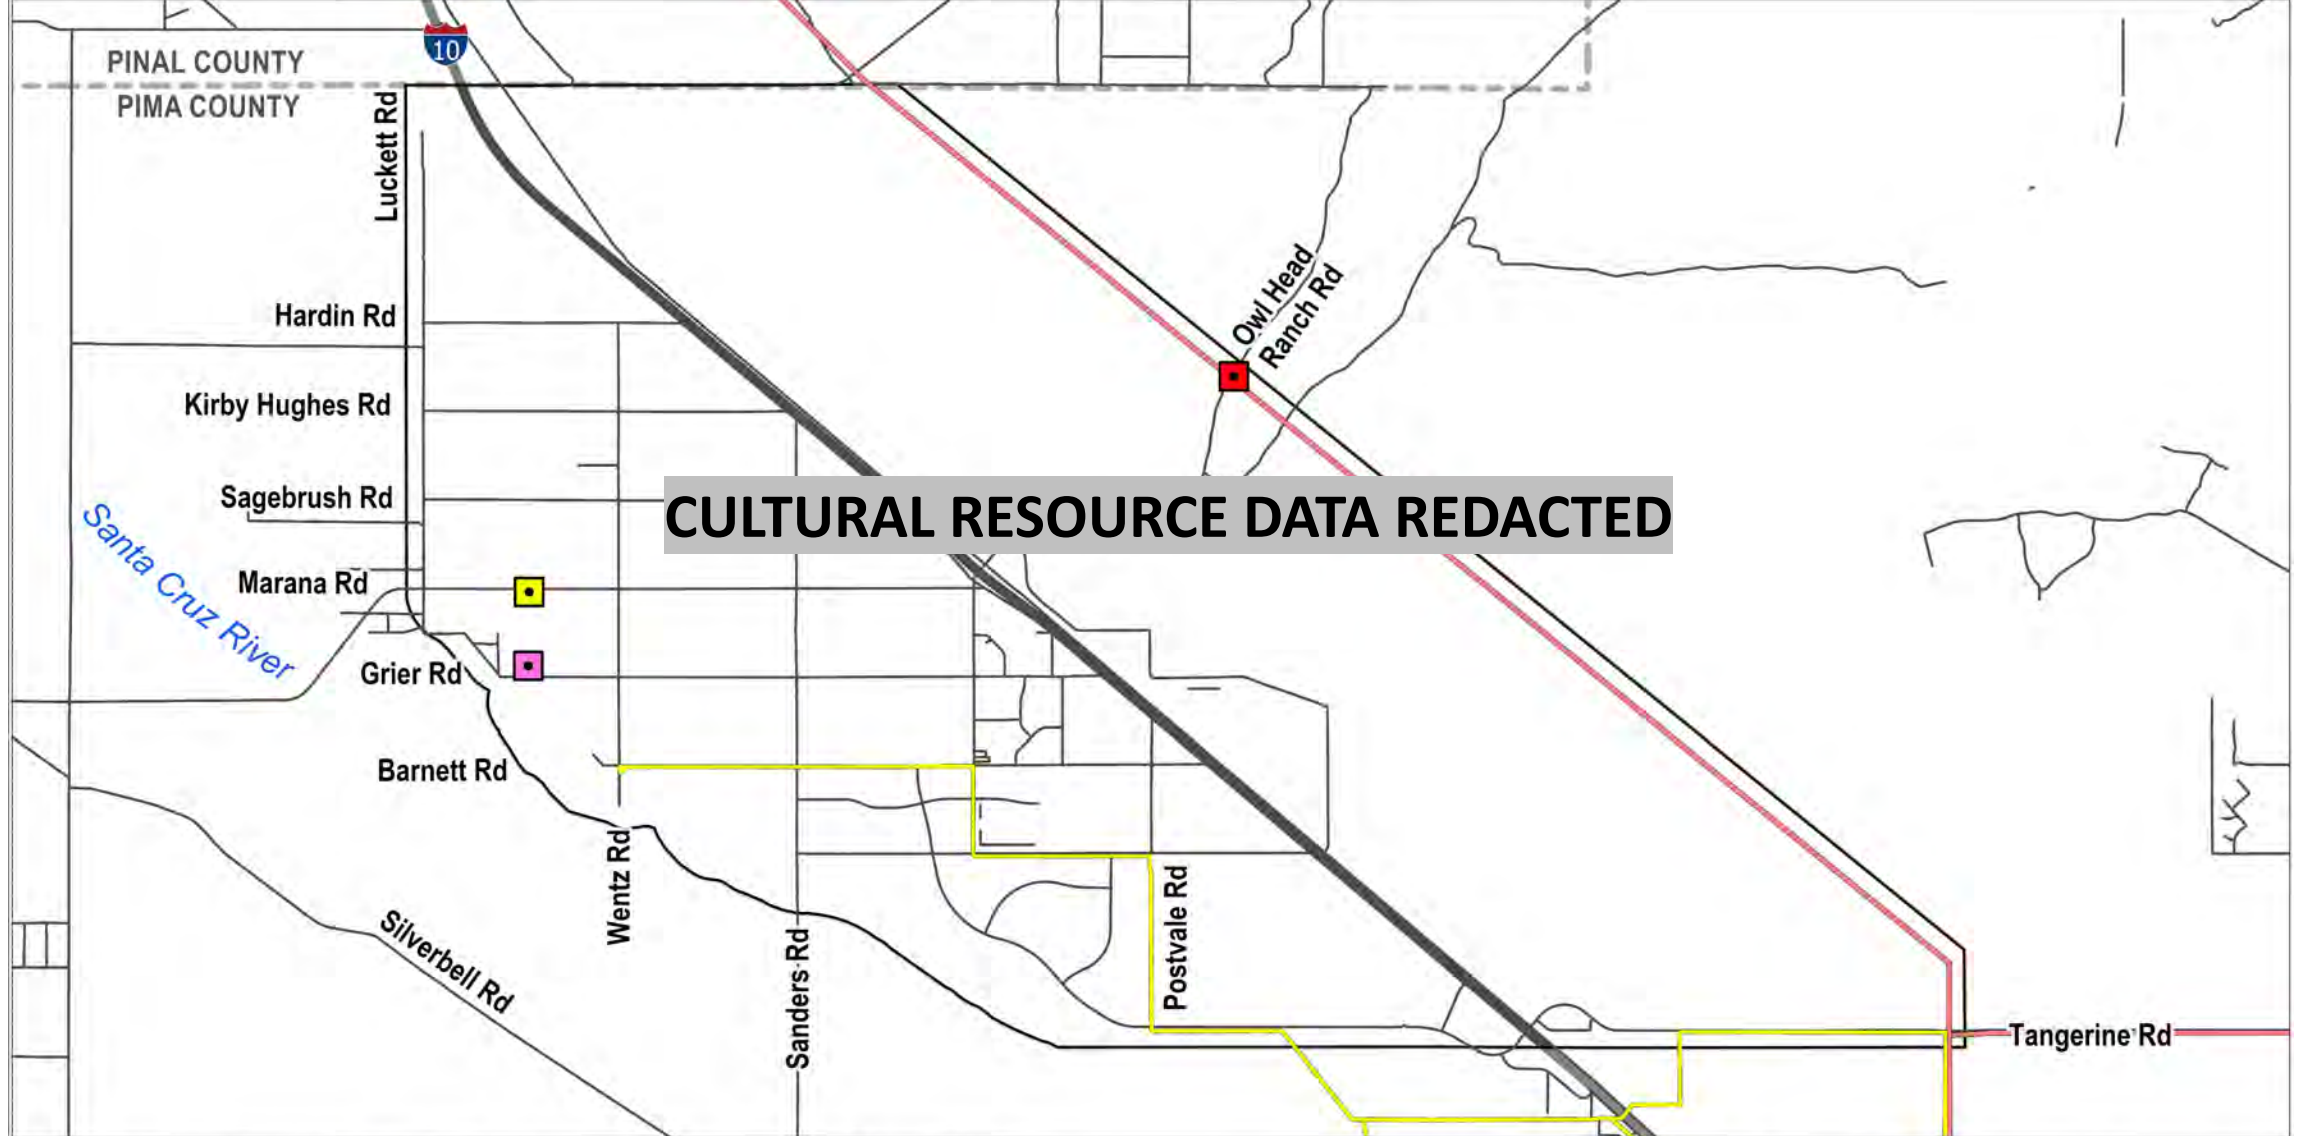 10
PINAL COUNTY
PIMA COUNTY
Luckett Rd
Owl Head
Ranch Rd
Hardin Rd
Kirby Hughes Rd
Sagebrush Rd
CULTURAL RESOURCE DATA REDACTED
Santa Cruz River
Marana Rd
Grier Rd
Barnett Rd
Wentz Rd
Postvale Rd
Silverbell Rd
Sanders Rd
Tangerine Rd